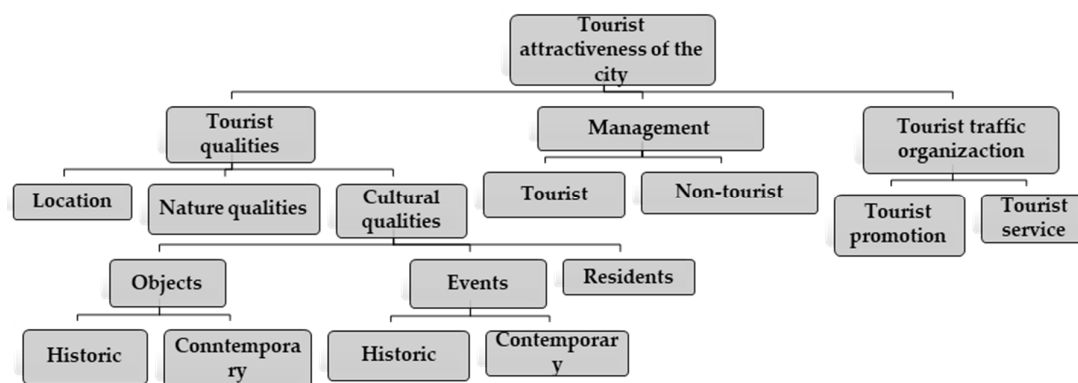 Tourist
attractiveness of the
city
Tourist
qualities
Management
Tourist traffic
organizaction
Location
Nature qualities
Cultural
qualities
Tourist
Non-tourist
Tourist
promotion
Tourist
service
Objects
Events
Residents
Historic
Conntempora
ry
Historic
Contemporar
y